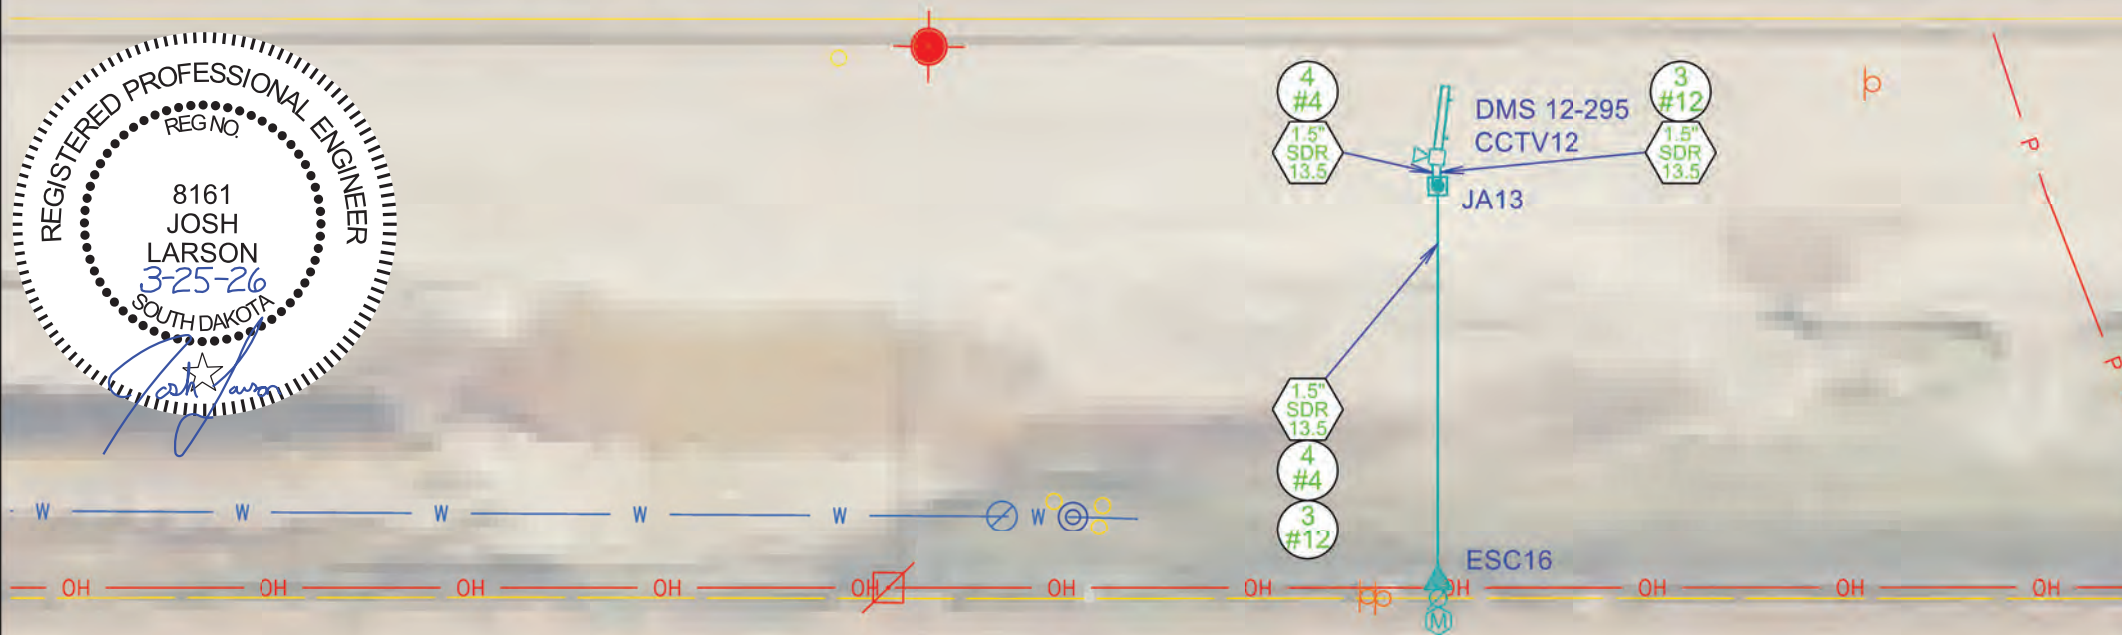 REGISTERED PROFESSIONAL ENGINEER
REG NO.
8161
JOSH
LARSON
3-25-26
SOUTH DAKOTA
Josh Larson
4
#4
1.5"
SDR
13.5
DMS 12-295
CCTV12
3
#12
1.5"
SDR
13.5
JA13
P
P
1.5"
SDR
13.5
4
#4
3
#12
W W W W W W
ESC16
OH OH OH OH OH OH OH OH OH OH OH
M